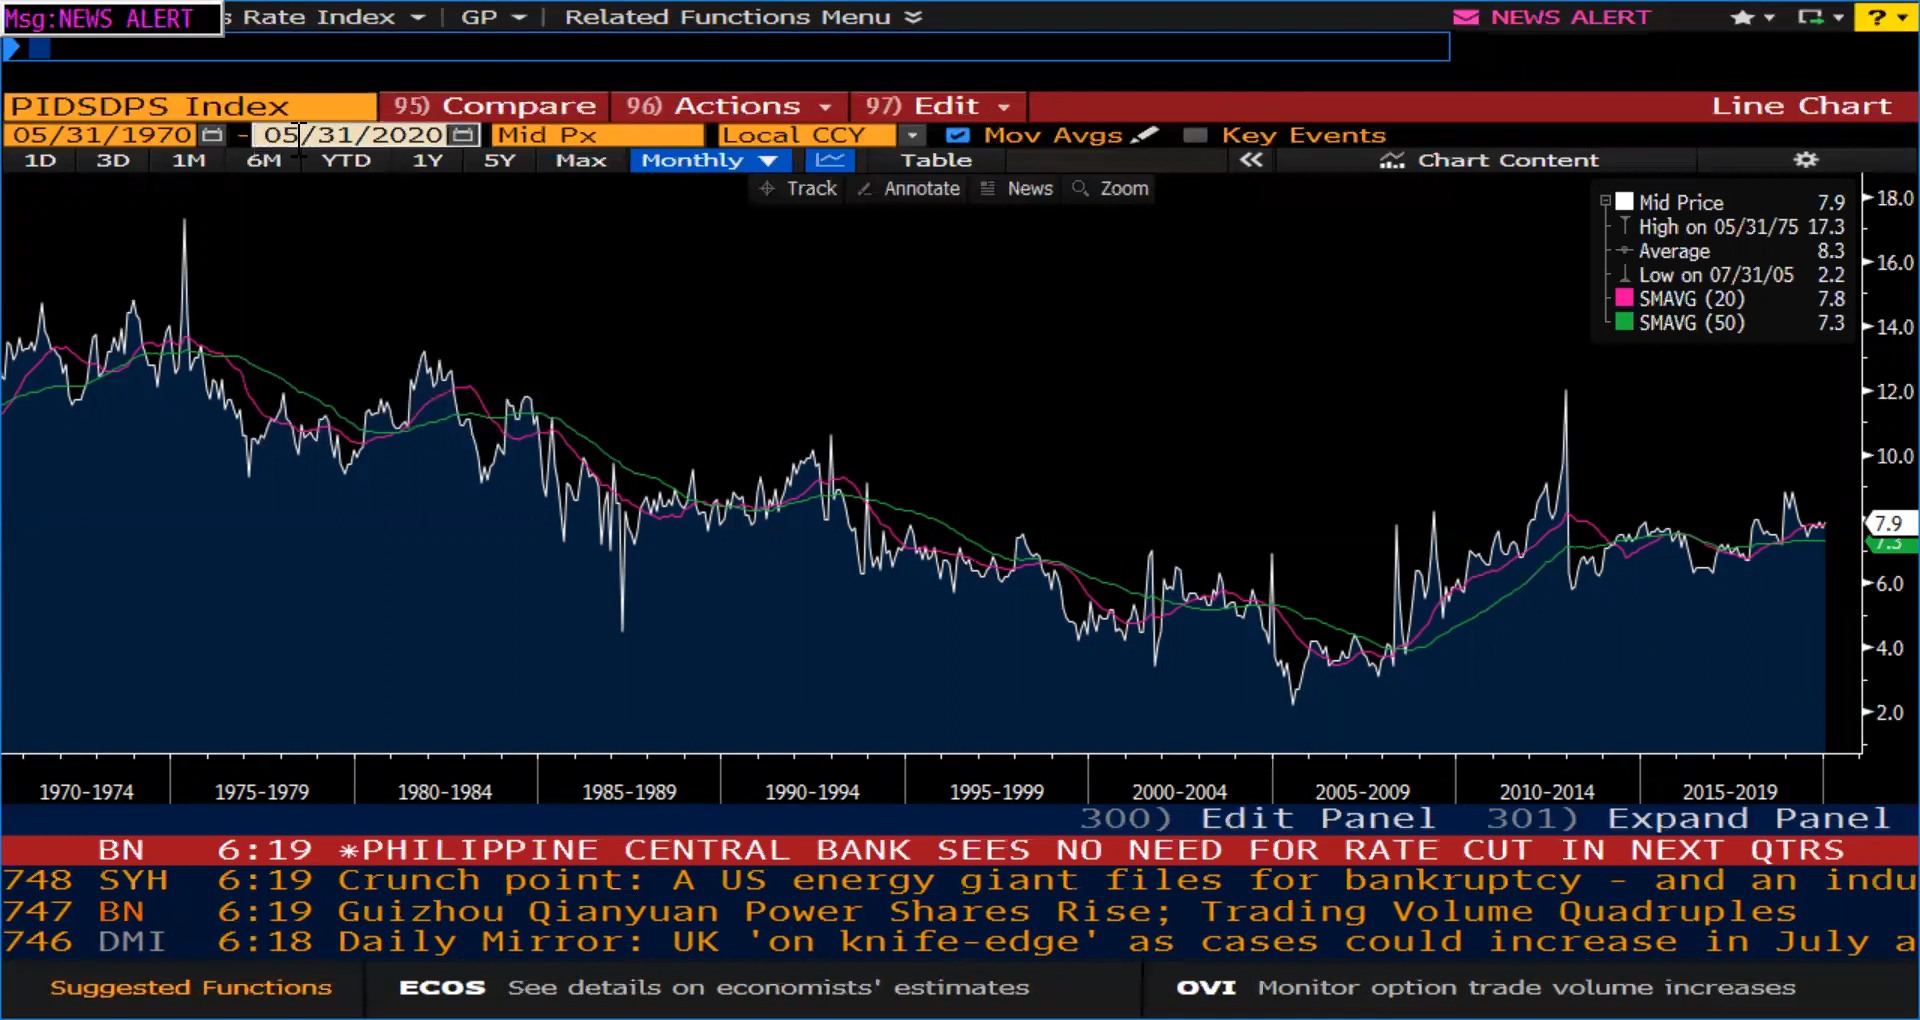 Msg:NEWS ALERT s Rate Index GP Related Functions Menu NEWS ALERT ?
PIDSDPS Index 95) Compare 96) Actions 97) Edit Line Chart
05/31/1970 - 05/31/2020 Mid Px Local CCY Mov Avgs Key Events
1D 3D 1M 6M YTD 1Y 5Y Max Monthly Table Chart Content
Track Annotate News Zoom
Mid Price 7.9
High on 05/31/75 17.3
Average 8.3
Low on 07/31/05 2.2
SMAVG (20) 7.8
SMAVG (50) 7.3
18.0
16.0
14.0
12.0
10.0
7.9
7.3
6.0
4.0
2.0
1970-1974 1975-1979 1980-1984 1985-1989 1990-1994 1995-1999 2000-2004 2005-2009 2010-2014 2015-2019
300) Edit Panel 301) Expand Panel
BN 6:19 *PHILIPPINE CENTRAL BANK SEES NO NEED FOR RATE CUT IN NEXT QTRS
748 SYH 6:19 Crunch point: A US energy giant files for bankruptcy - and an indu
747 BN 6:19 Guizhou Qianyuan Power Shares Rise; Trading Volume Quadruples
746 DMI 6:18 Daily Mirror: UK 'on knife-edge' as cases could increase in July a
Suggested Functions ECOS See details on economists' estimates OVI Monitor option trade volume increases